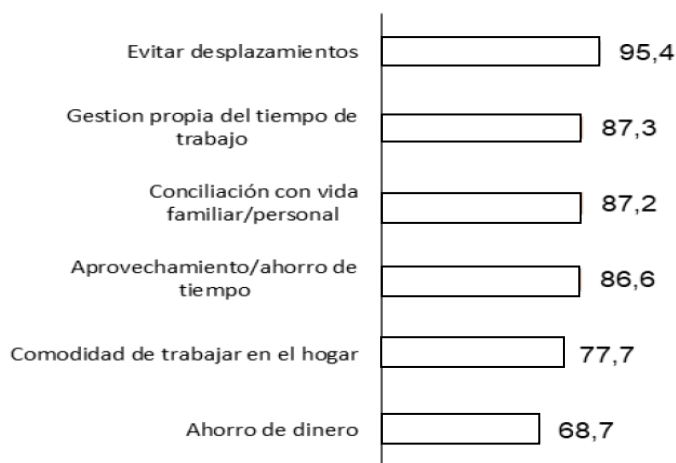 Evitar desplazamientos 95,4
Gestion propia del tiempo de
trabajo 87,3
Conciliación con vida
familiar/personal 87,2
Aprovechamiento/ahorro de
tiempo 86,6
Comodidad de trabajar en el hogar 77,7
Ahorro de dinero 68,7